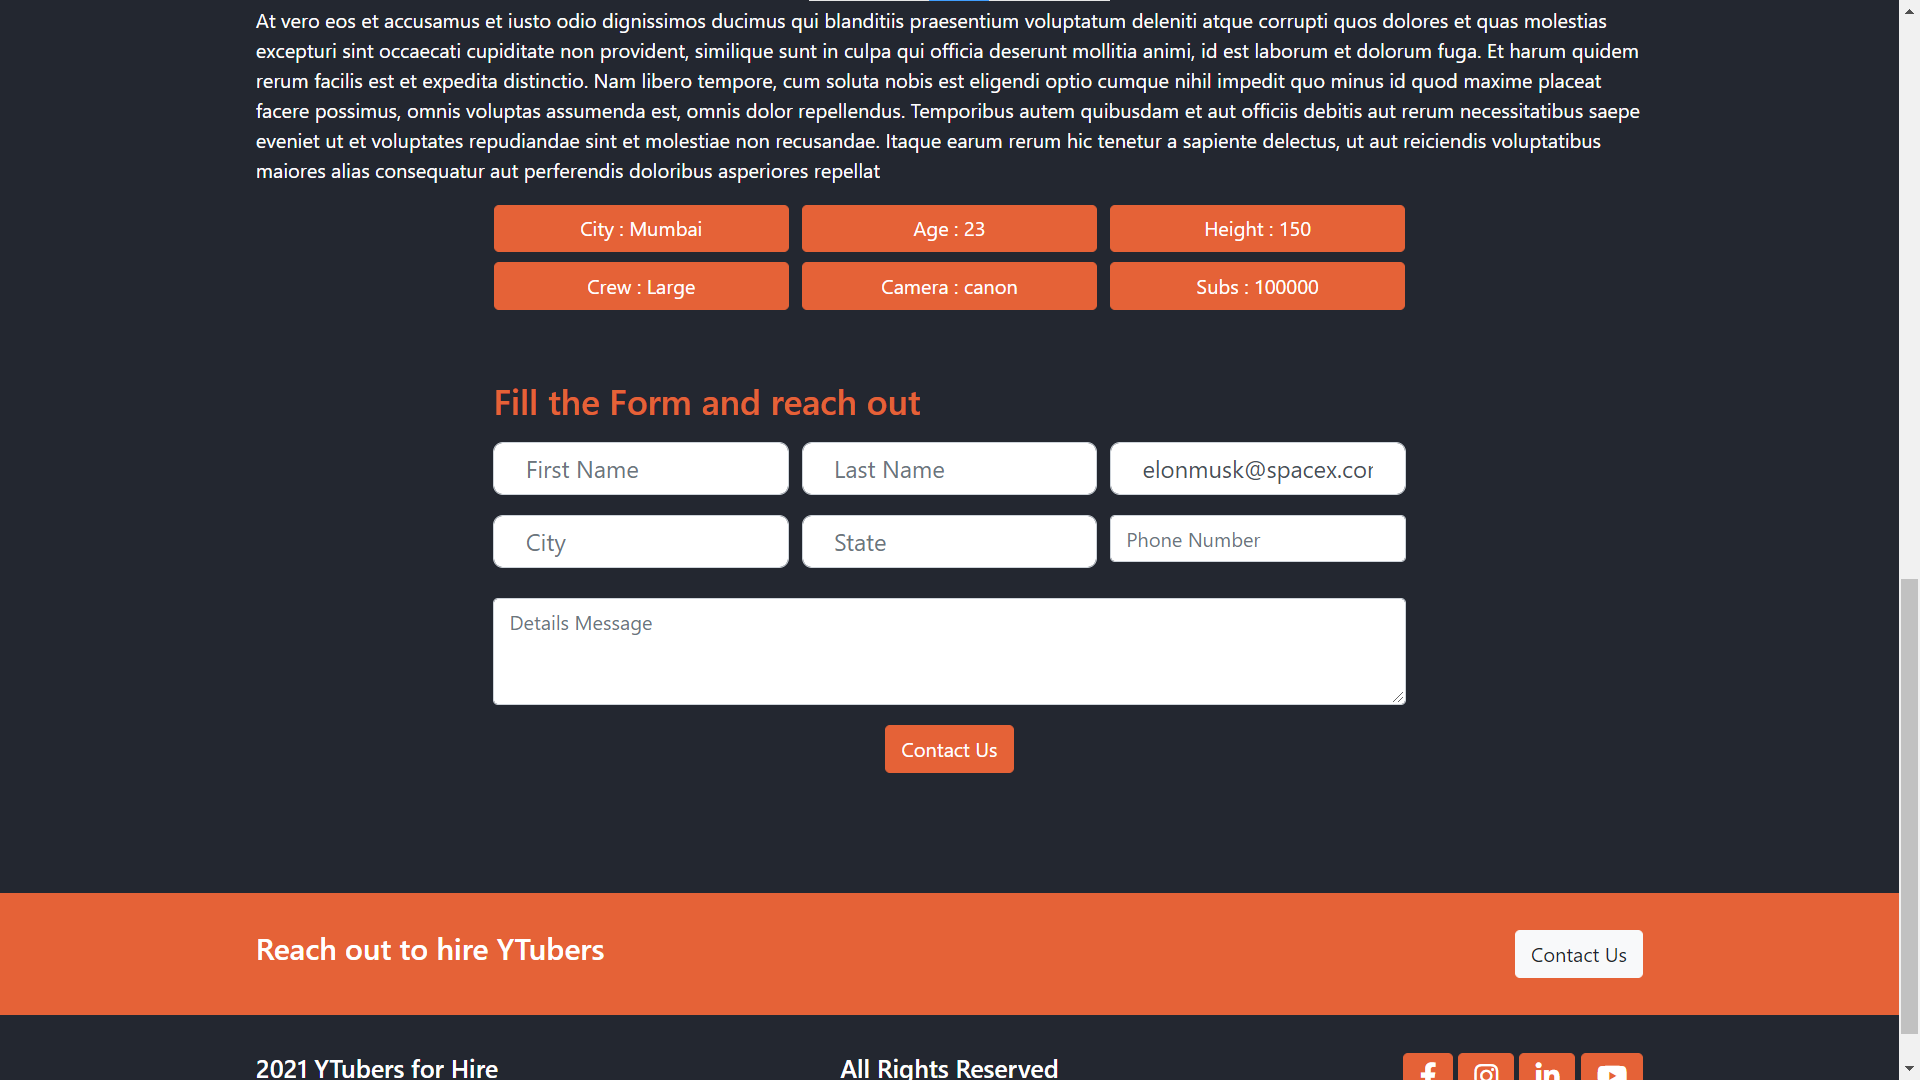 At vero eos et accusamus et iusto odio dignissimos ducimus qui blanditiis praesentium voluptatum deleniti atque corrupti quos dolores et quas molestias
excepturi sint occaecati cupiditate non provident, similique sunt in culpa qui officia deserunt mollitia animi, id est laborum et dolorum fuga. Et harum quidem
rerum facilis est et expedita distinctio. Nam libero tempore, cum soluta nobis est eligendi optio cumque nihil impedit quo minus id quod maxime placeat
facere possimus, omnis voluptas assumenda est, omnis dolor repellendus. Temporibus autem quibusdam et aut officiis debitis aut rerum necessitatibus saepe
eveniet ut et voluptates repudiandae sint et molestiae non recusandae. Itaque earum rerum hic tenetur a sapiente delectus, ut aut reiciendis voluptatibus
maiores alias consequatur aut perferendis doloribus asperiores repellat
City : Mumbai
Age : 23
Height : 150
Crew : Large
Camera : canon
Subs : 100000
Fill the Form and reach out
First Name
Last Name
elonmusk@spacex.cor
City
State
Phone Number
Details Message
Contact Us
Reach out to hire YTubers
Contact Us
2021 YTubers for Hire
All Rights Reserved